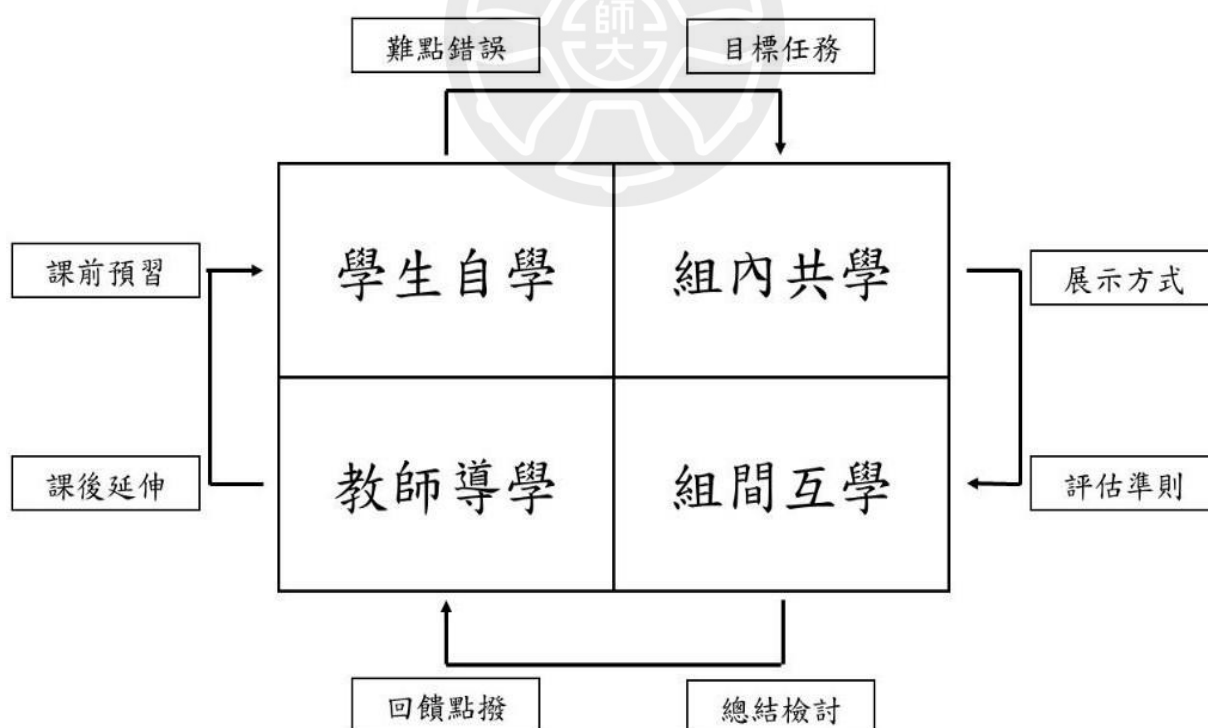 師
大
難點錯誤 目標任務
課前預習 學生自學 組內共學 展示方式
課後延伸 教師導學 組間互學 評估準則
回饋點撥 總結檢討